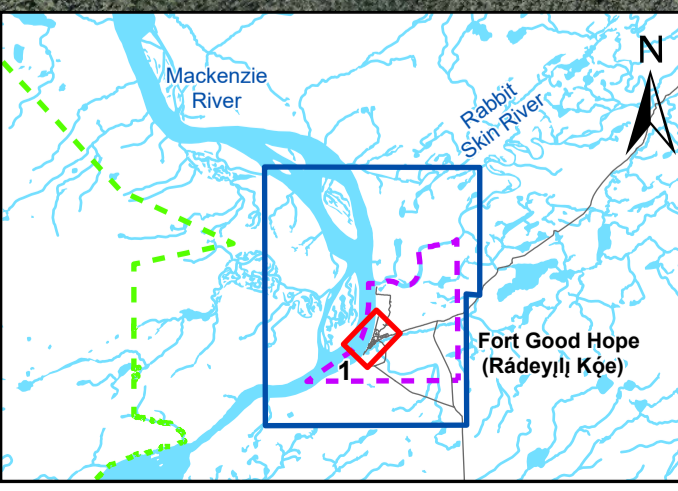 N
Mackenzie
River
Rabbit
Skin River
Fort Good Hope
(Rádeyı̨lı̨ Kǫ́ę)
1